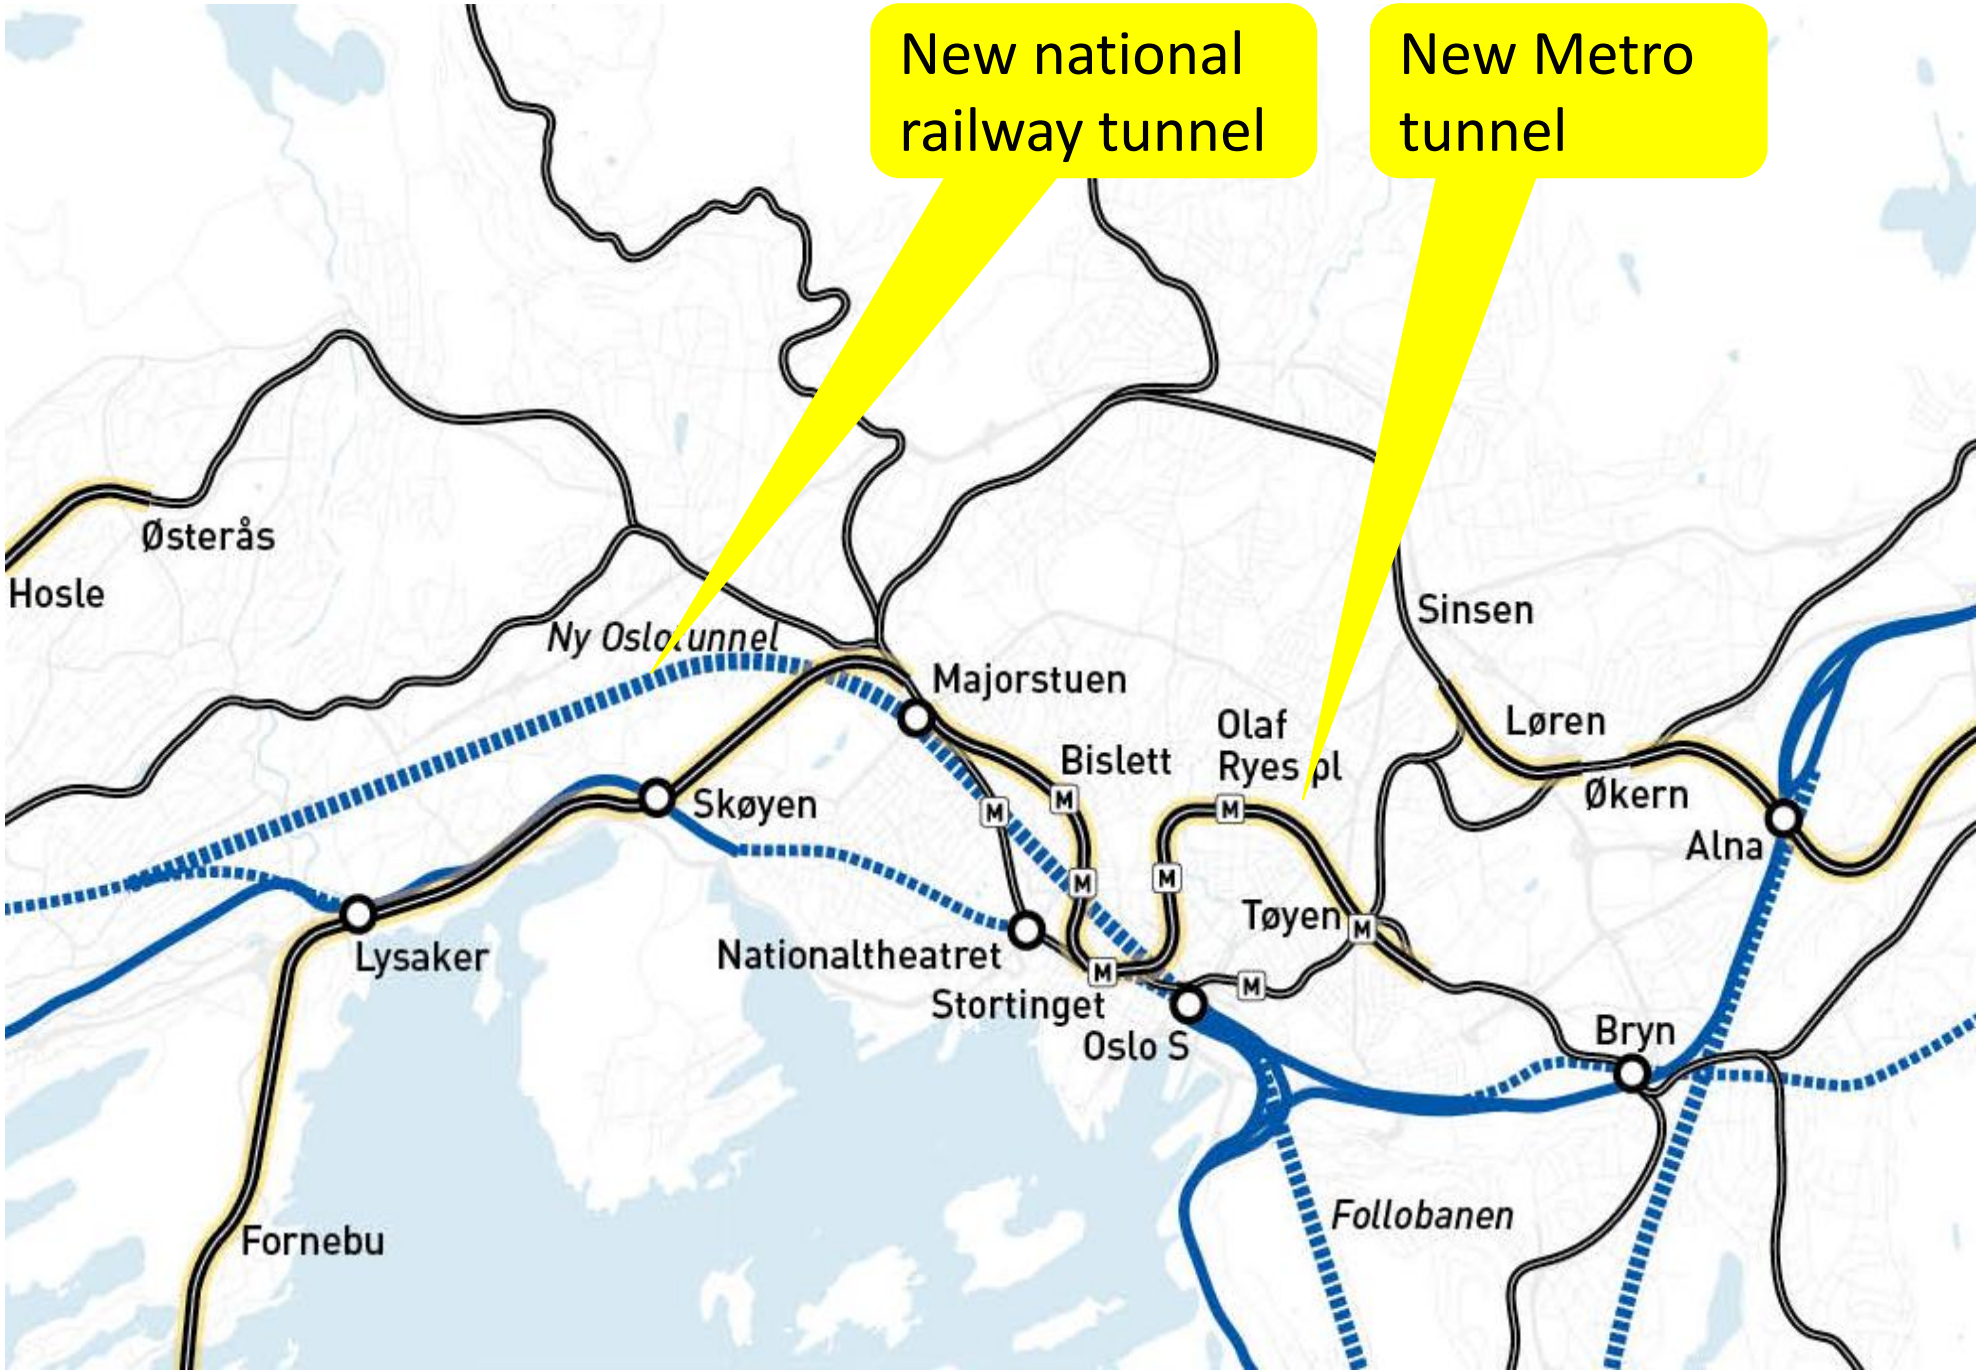 New national
railway tunnel
New Metro
tunnel
Østerås
Hosle
Ny Oslotunnel
Sinsen
Majorstuen
Olaf
Ryes pl
Løren
Bislett
M
M
M
Skøyen
Økern
Alna
M
M
Tøyen
M
Nationaltheatret
Lysaker
M
M
Stortinget
Oslo S
Bryn
Follobanen
Fornebu